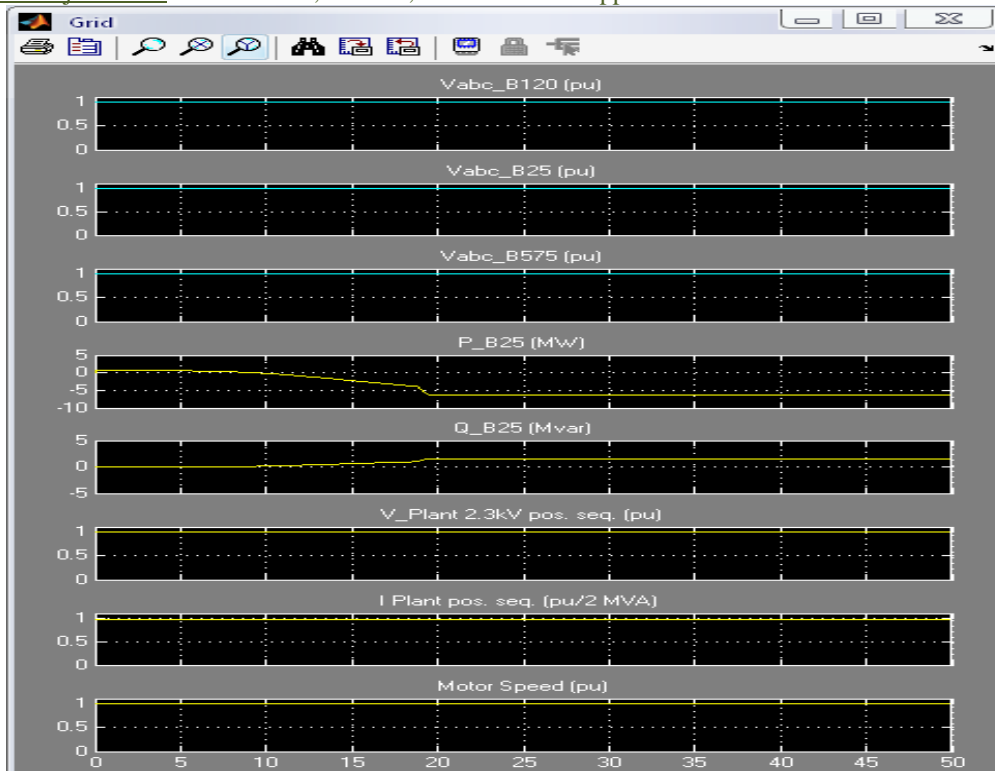 Grid
Vabc_B120 (pu)
1
0.5
0
Vabc_B25 (pu)
1
0.5
0
Vabc_B575 (pu)
1
0.5
0
P_B25 (MW)
5
0
-5
-10
Q_B25 (Mvar)
5
0
-5
V_Plant 2.3kV pos. seq. (pu)
1
0.5
0
I Plant pos. seq. (pu/2 MVA)
1
0.5
0
Motor Speed (pu)
1
0.5
0
0 5 10 15 20 25 30 35 40 45 50